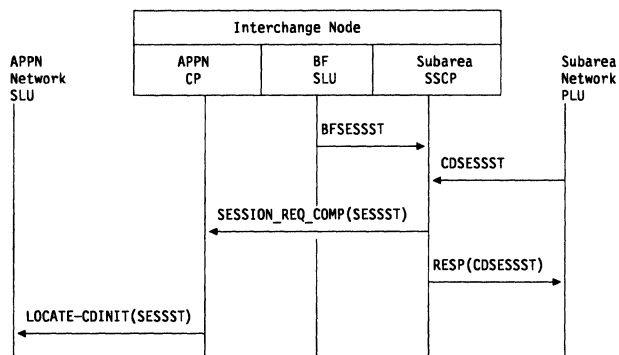 Interchange Node
APPN
Network
SLU
APPN
CP
BF
SLU
Subarea
SSCP
Subarea
Network
PLU
BFSESSST
CDSESSST
SESSION_REQ_COMP(SESSST)
RESP(CDSESSST)
LOCATE-CDINIT(SESSST)